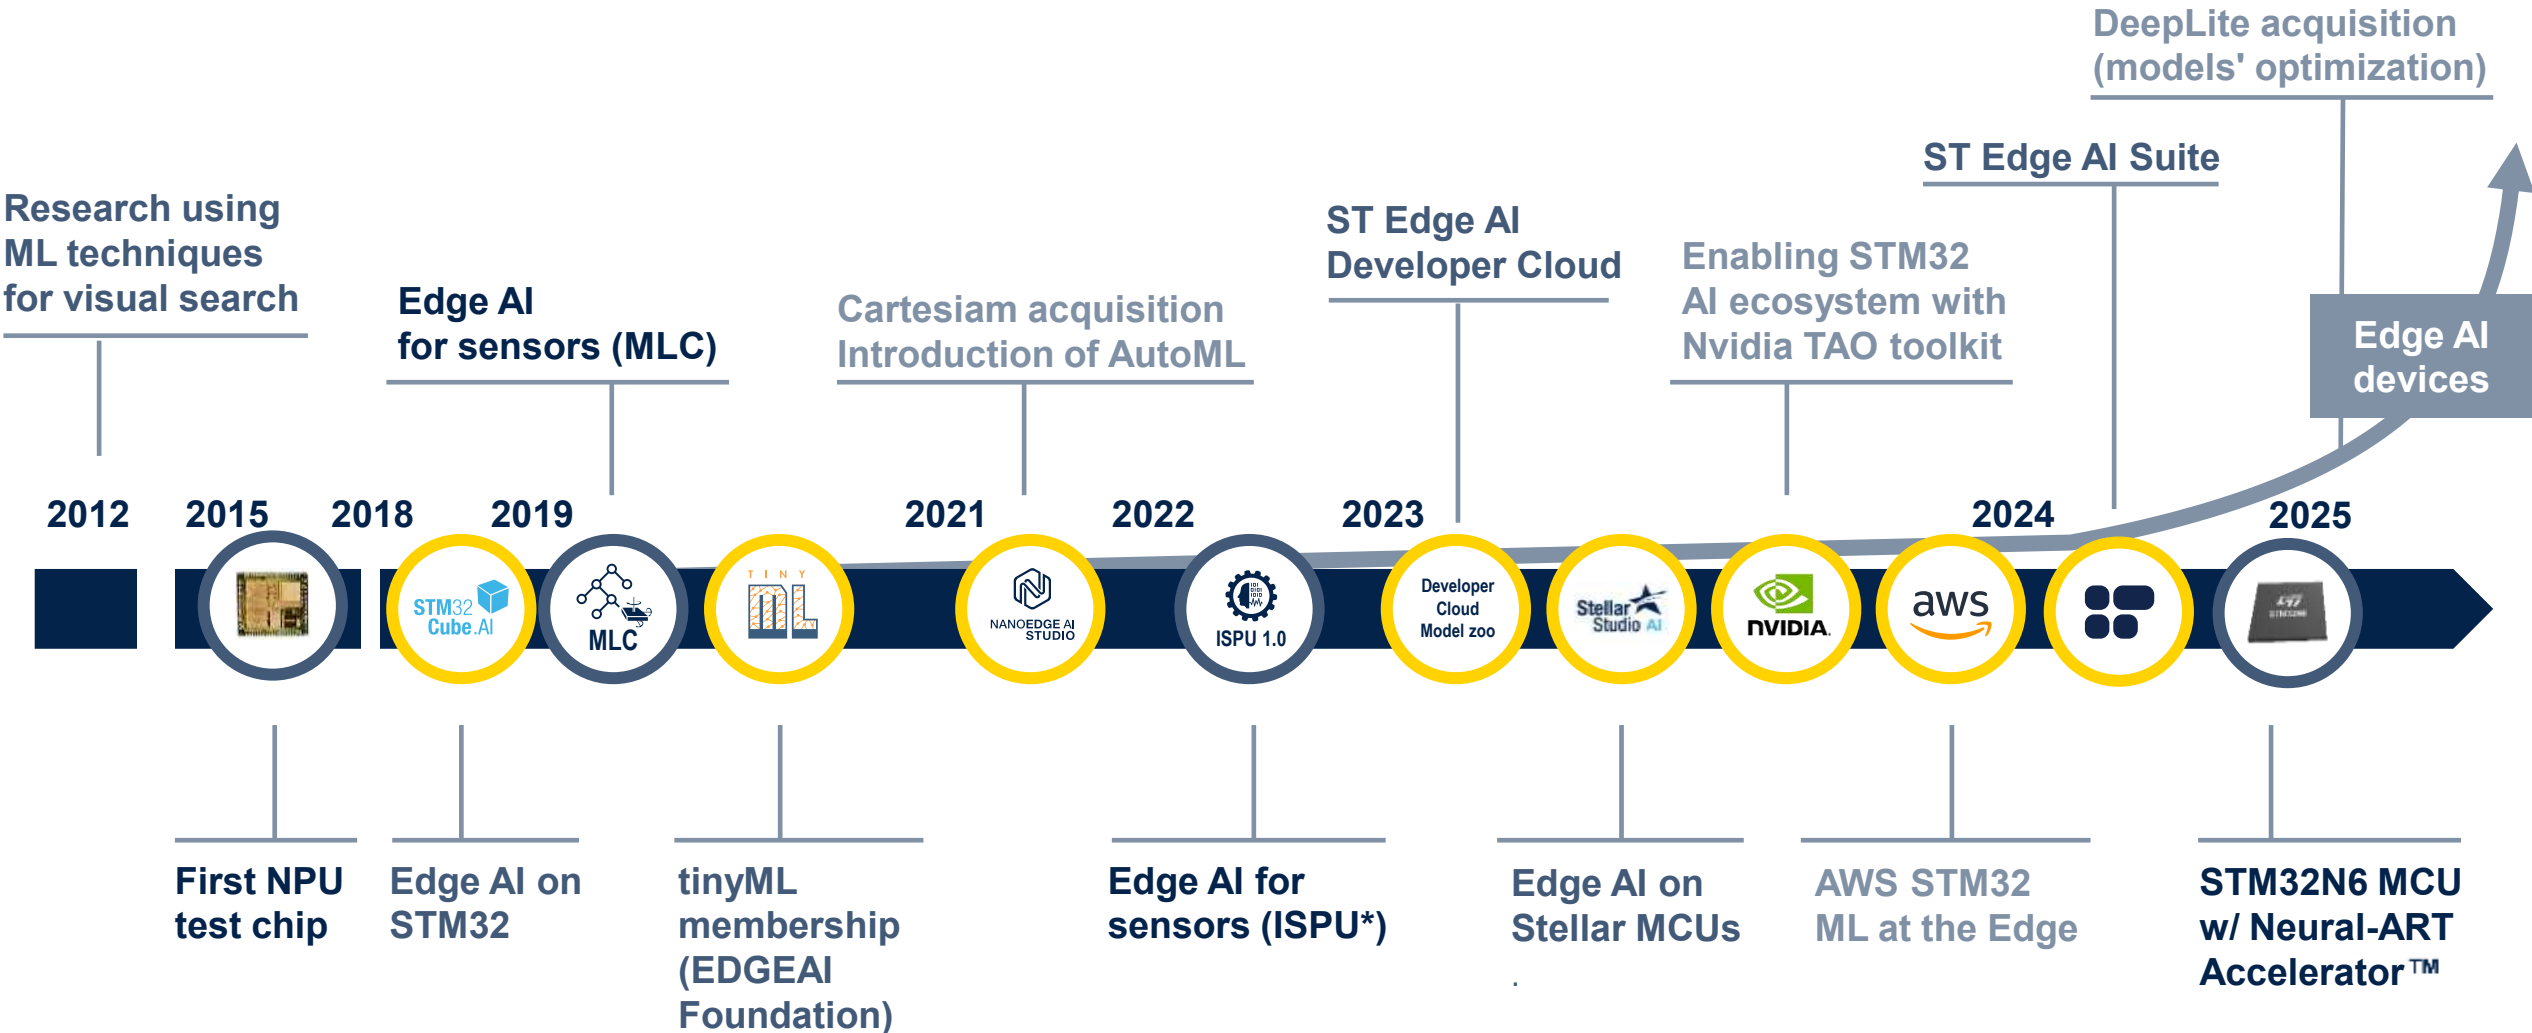 DeepLite acquisition
(models' optimization)
ST Edge AI Suite
Research using
ML techniques
for visual search
ST Edge AI
Developer Cloud
Enabling STM32
AI ecosystem with
Nvidia TAO toolkit
Edge AI
for sensors (MLC)
Cartesiam acquisition
Introduction of AutoML
Edge AI
devices
2012
2015
2018
2019
2021
2022
2023
2024
2025
STM32
Cube.AI
MLC
TINY
ML
NANOEDGE AI
STUDIO
ISPU 1.0
Developer
Cloud
Model zoo
Stellar
Studio AI
NVIDIA.
aws
First NPU
test chip
Edge AI on
STM32
tinyML
membership
(EDGEAI
Foundation)
Edge AI for
sensors (ISPU*)
Edge AI on
Stellar MCUs
.
AWS STM32
ML at the Edge
STM32N6 MCU
w/ Neural-ART
Accelerator™